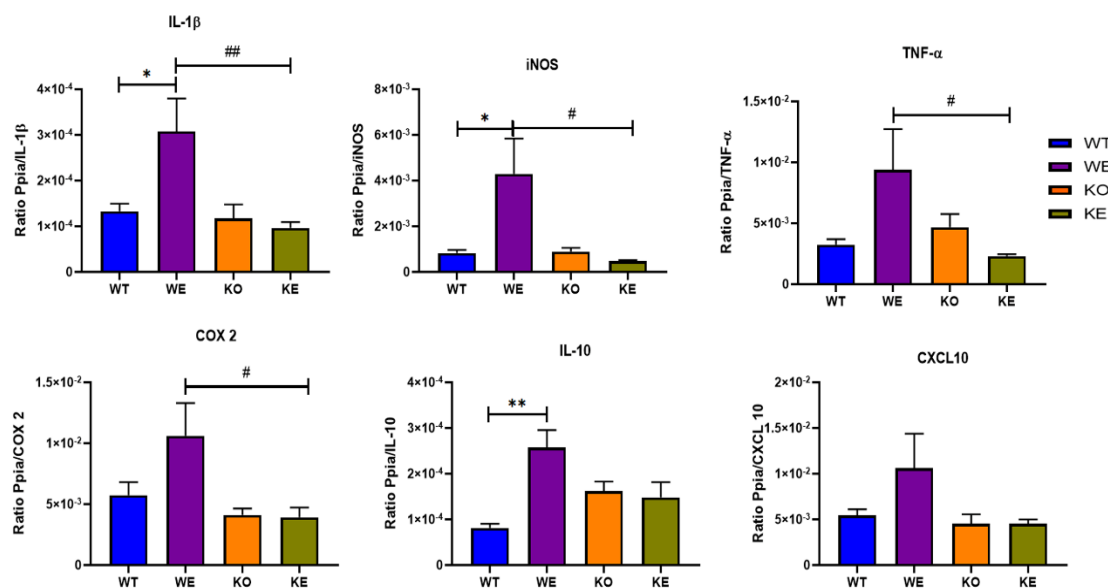 IL-1β
##
*
Ratio Ppia/IL-1β
4×10⁻⁴
3×10⁻⁴
2×10⁻⁴
1×10⁻⁴
0
WT WE KO KE
iNOS
#
*
Ratio Ppia/iNOS
8×10⁻³
6×10⁻³
4×10⁻³
2×10⁻³
0
WT WE KO KE
TNF-α
#
Ratio Ppia/TNF-α
1.5×10⁻²
1×10⁻²
5×10⁻³
0
WT WE KO KE
WT
WE
KO
KE
COX 2
#
Ratio Ppia/COX 2
1.5×10⁻²
1×10⁻²
5×10⁻³
0
WT WE KO KE
IL-10
**
Ratio Ppia/IL-10
4×10⁻⁴
3×10⁻⁴
2×10⁻⁴
1×10⁻⁴
0
WT WE KO KE
CXCL10
Ratio Ppia/CXCL 10
2×10⁻²
1.5×10⁻²
1×10⁻²
5×10⁻³
0
WT WE KO KE